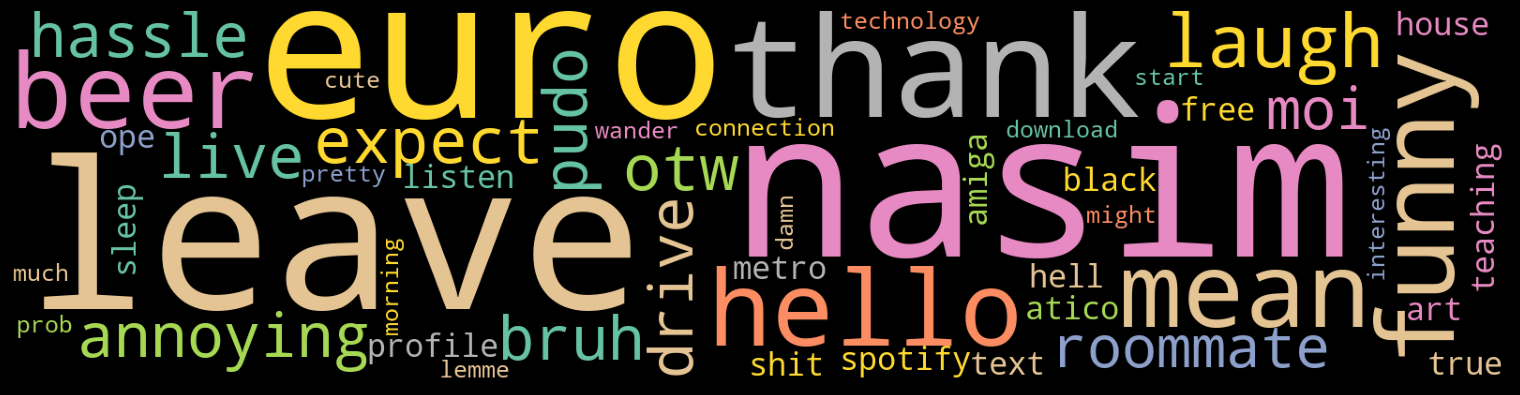 hassle
euro
thank
technology
laugh
house
beer
cute
pudo
start
free
moi
funny
ope
live
expect
wander
connection
download
pretty
listen
otw
nasim
amiga
black
might
interesting
teaching
sleep
leave
drive
damn
much
morning
metro
hello
hell
atico
mean
art
prob
annoying
profile
bruh
lemme
shit
spotify
text
roommate
true